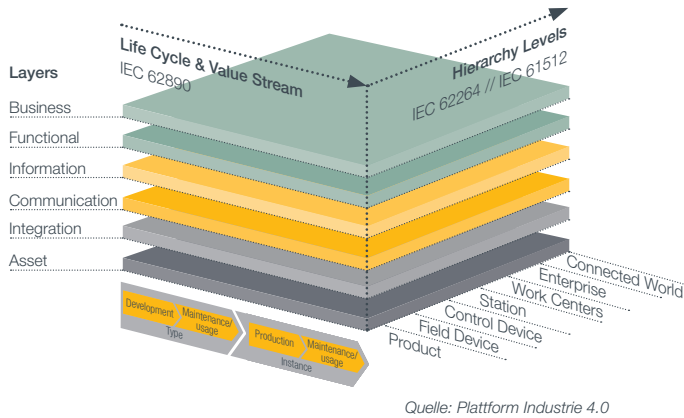 Life Cycle & Value Stream
IEC 62890
Hierarchy Levels
IEC 62264 // IEC 61512
Layers
Business
Functional
Information
Communication
Integration
Asset
Development
Maintenance/
usage
Type
Production
Maintenance/
usage
Instance
Connected World
Enterprise
Work Centers
Station
Control Device
Field Device
Product
Quelle: Plattform Industrie 4.0